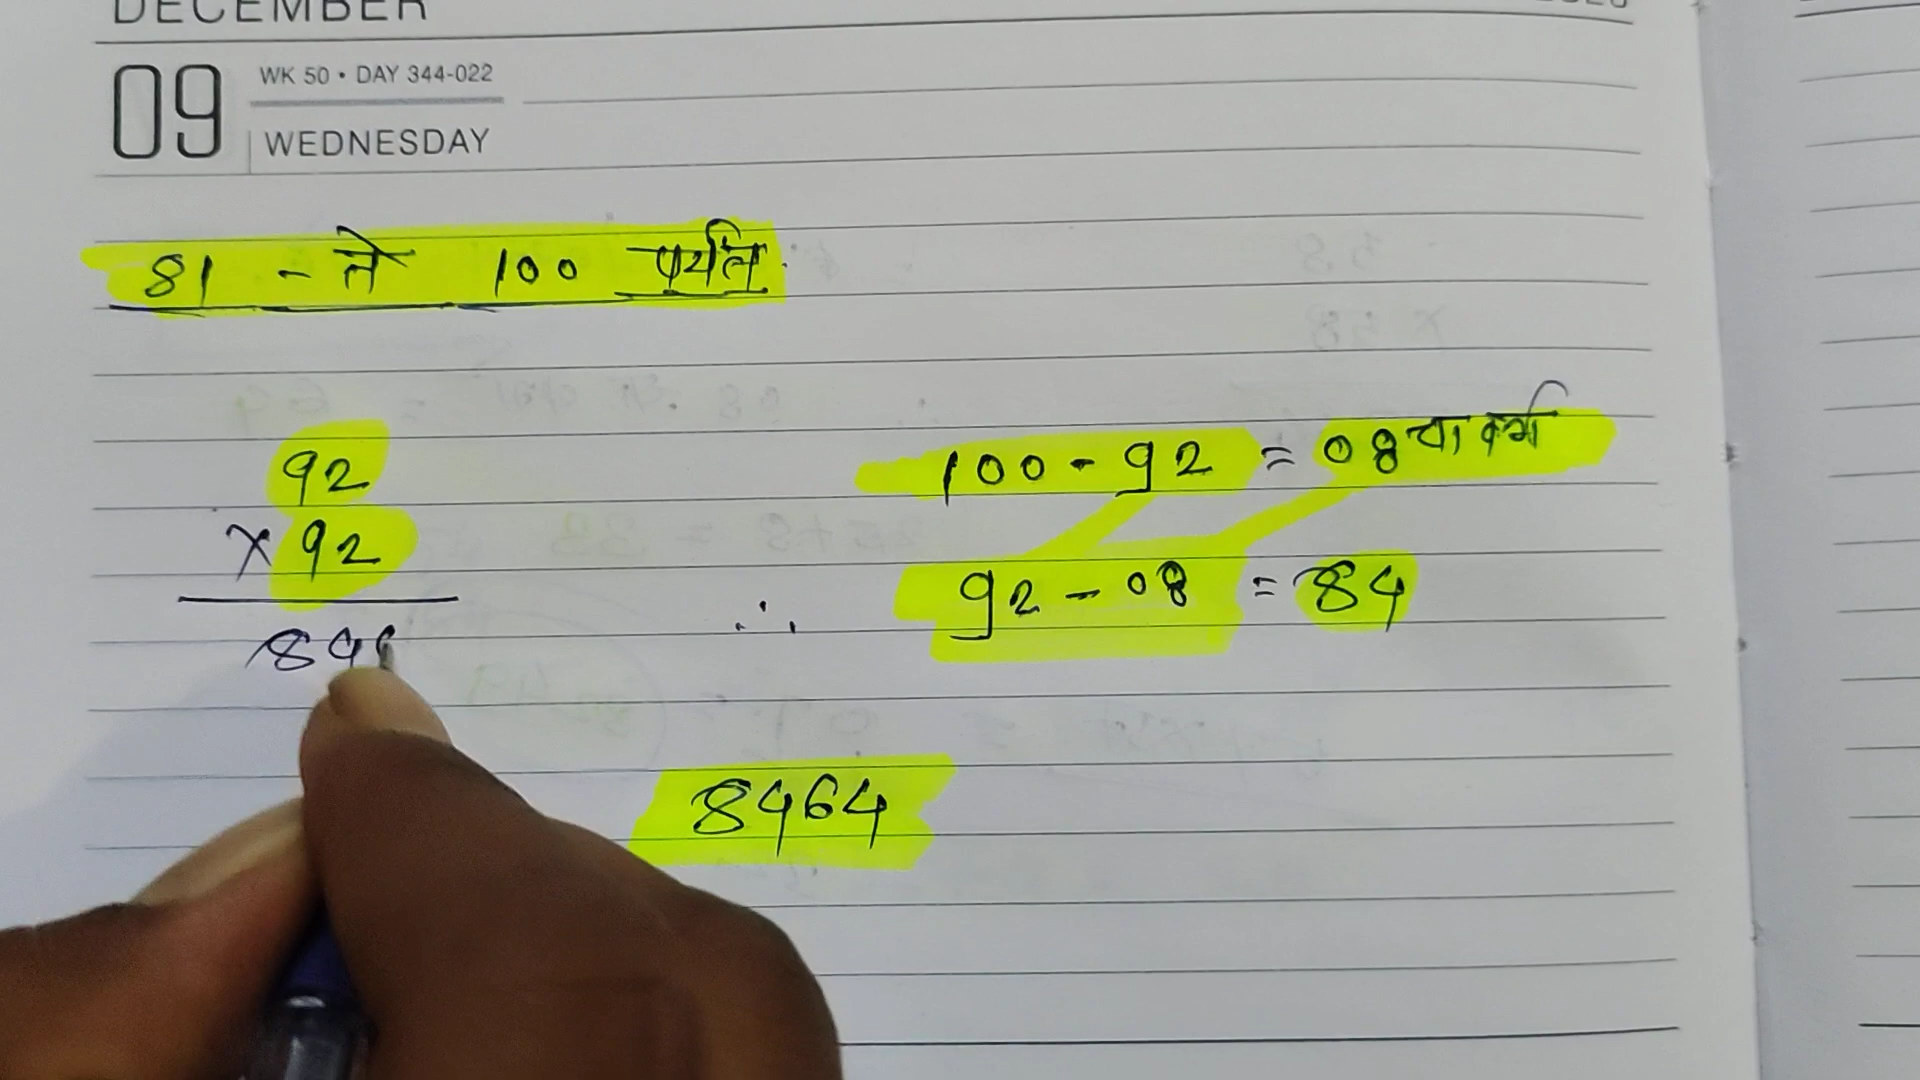 DECEMBER
09
WK 50 • DAY 344-022
WEDNESDAY
81 - ते 100 पर्यंत
92
× 92
100 - 92 = 08 चा वर्ग
∴ 92 - 08 = 84
8464